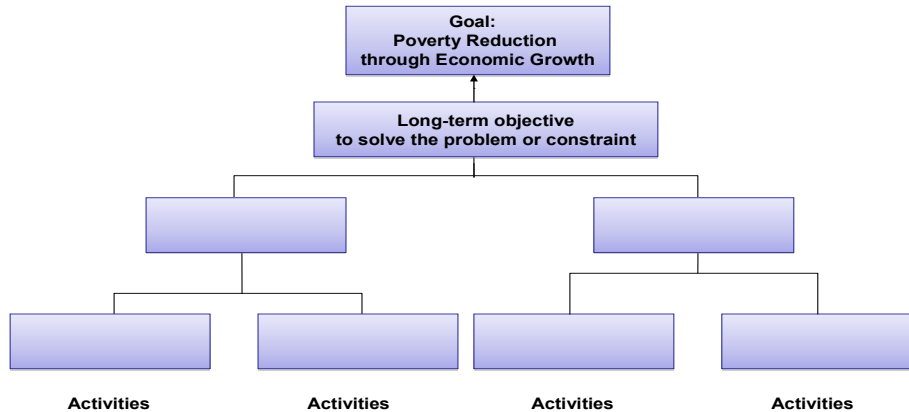 Goal:
Poverty Reduction
through Economic Growth
Long-term objective
to solve the problem or constraint
Activities
Activities
Activities
Activities